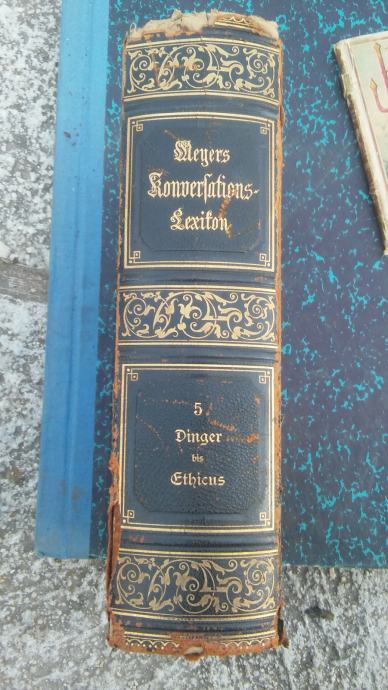 Meyers
Konversations-
Lexikon
5
Dinger
bis
Ethicus